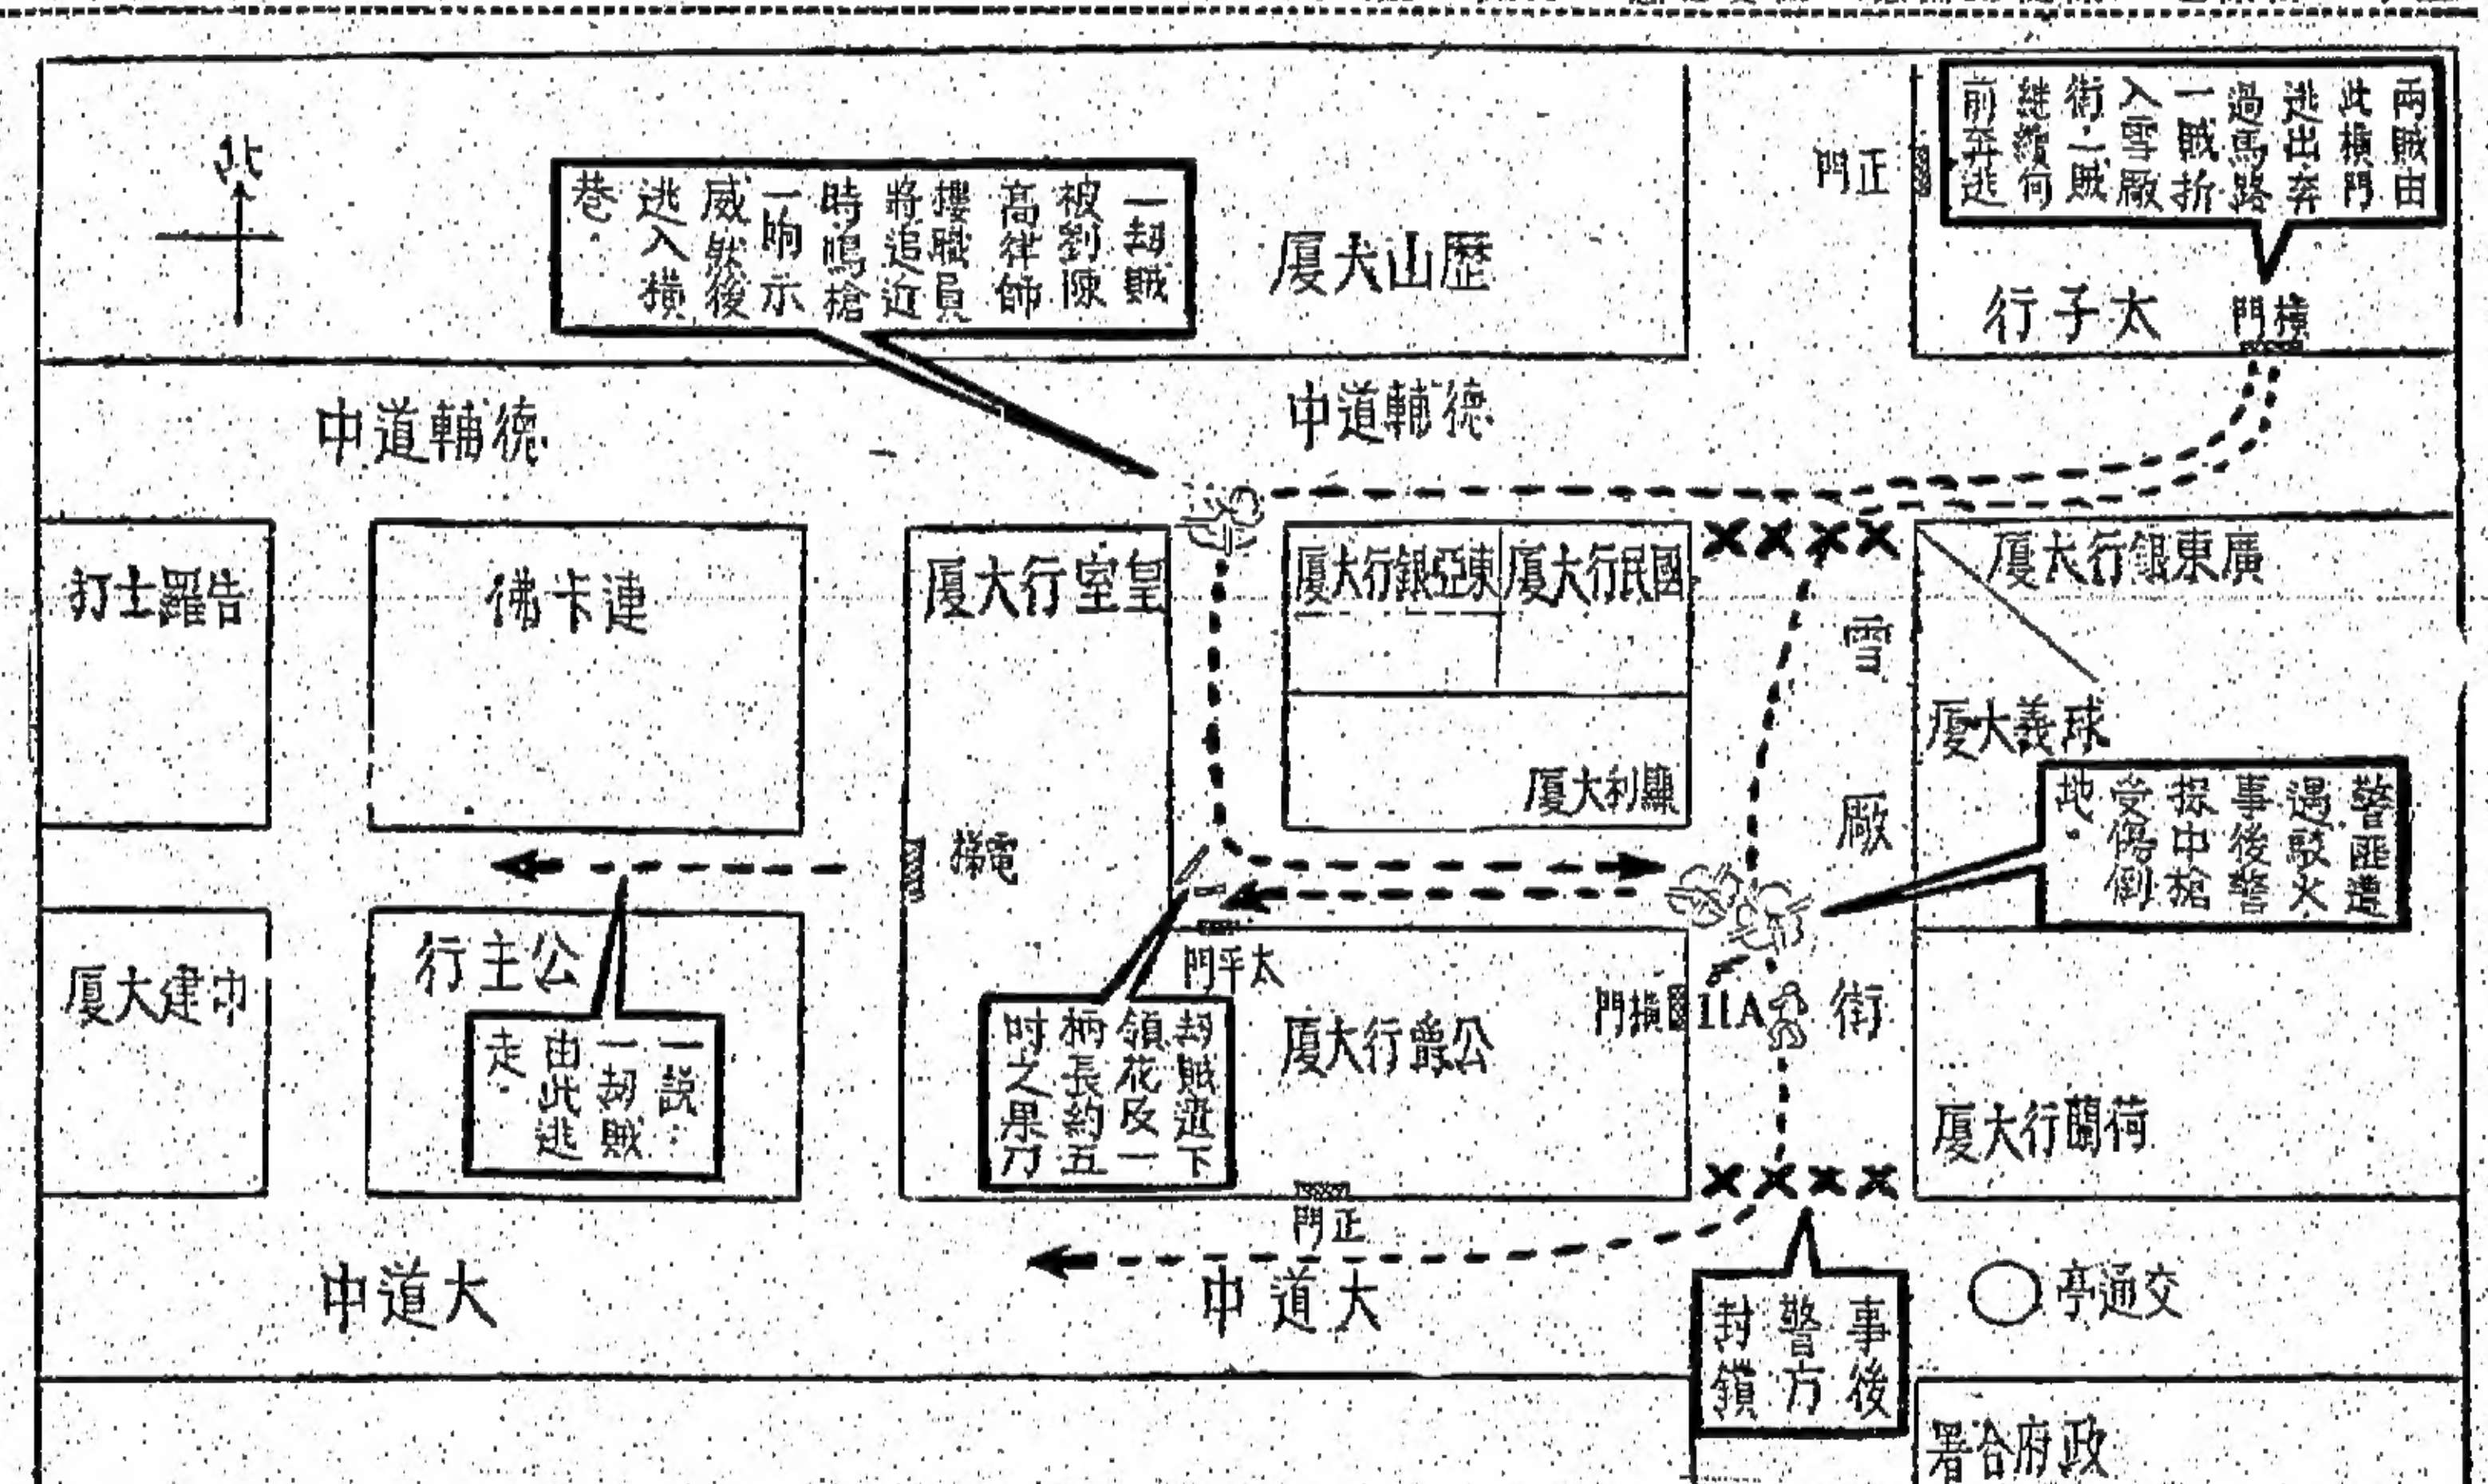 北
一刼賊
被劉陳
高律師
樓職員
將追近
時鳴槍
一响示
威然後
逃入橫
巷.
歷山大廈
正門
兩賊由
此橫門
逃出奔
過馬路
一賊折
入雪廠
街一賊
繼續向
前奔逃
太子行
橫門
德輔道中
德輔道中
告羅士打
連卡佛
皇室行大廈
東亞銀行大廈
國民行大廈
廣東銀行大廈
雪廠街
球義大廈
顯利大廈
電梯
警匪遭
遇駁火
事後警
探中槍
受傷倒
地.
中建大廈
公主行
一說:
一刼賊
由此逃
走.
太平門
刼賊遺下
領花及一
柄長約五
吋之果刀
公爵行大廈
橫門
11A
荷蘭行大廈
正門
大道中
大道中
事後
警方
封鎖
交通亭
政府合署